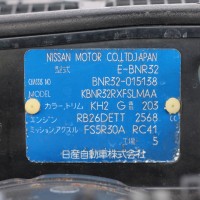 NISSAN MOTOR CO.,LTD.JAPAN
型式 E-BNR32
CHASSIS NO BNR32-015138
MODEL KBNR32RXFSLMAA
カラー,トリム KH2 G 203
エンジン RB26DETT 2568
ミッション,アクスル FS5R30A RC41
工場 5
日産自動車株式会社